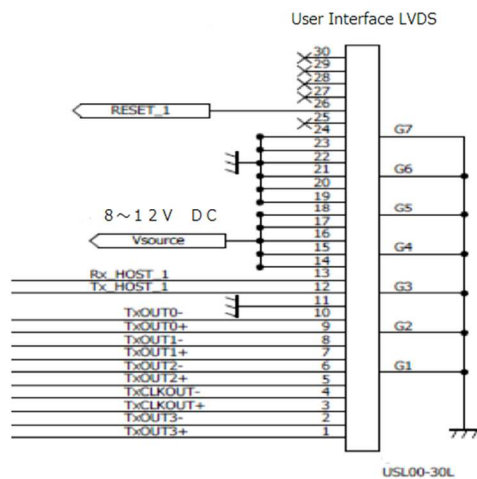 User Interface LVDS
30
29
28
27
RESET_1 26
25
24 G7
23
22
21 G6
20
19
8～12V DC 18 G5
17
Vsource 16
15 G4
14
Rx_HOST_1 13
Tx_HOST_1 12 G3
11
TxOUT0- 10
TxOUT0+ 9 G2
TxOUT1- 8
TxOUT1+ 7
TxOUT2- 6 G1
TxOUT2+ 5
TxCLKOUT- 4
TxCLKOUT+ 3
TxOUT3- 2
TxOUT3+ 1
USL00-30L